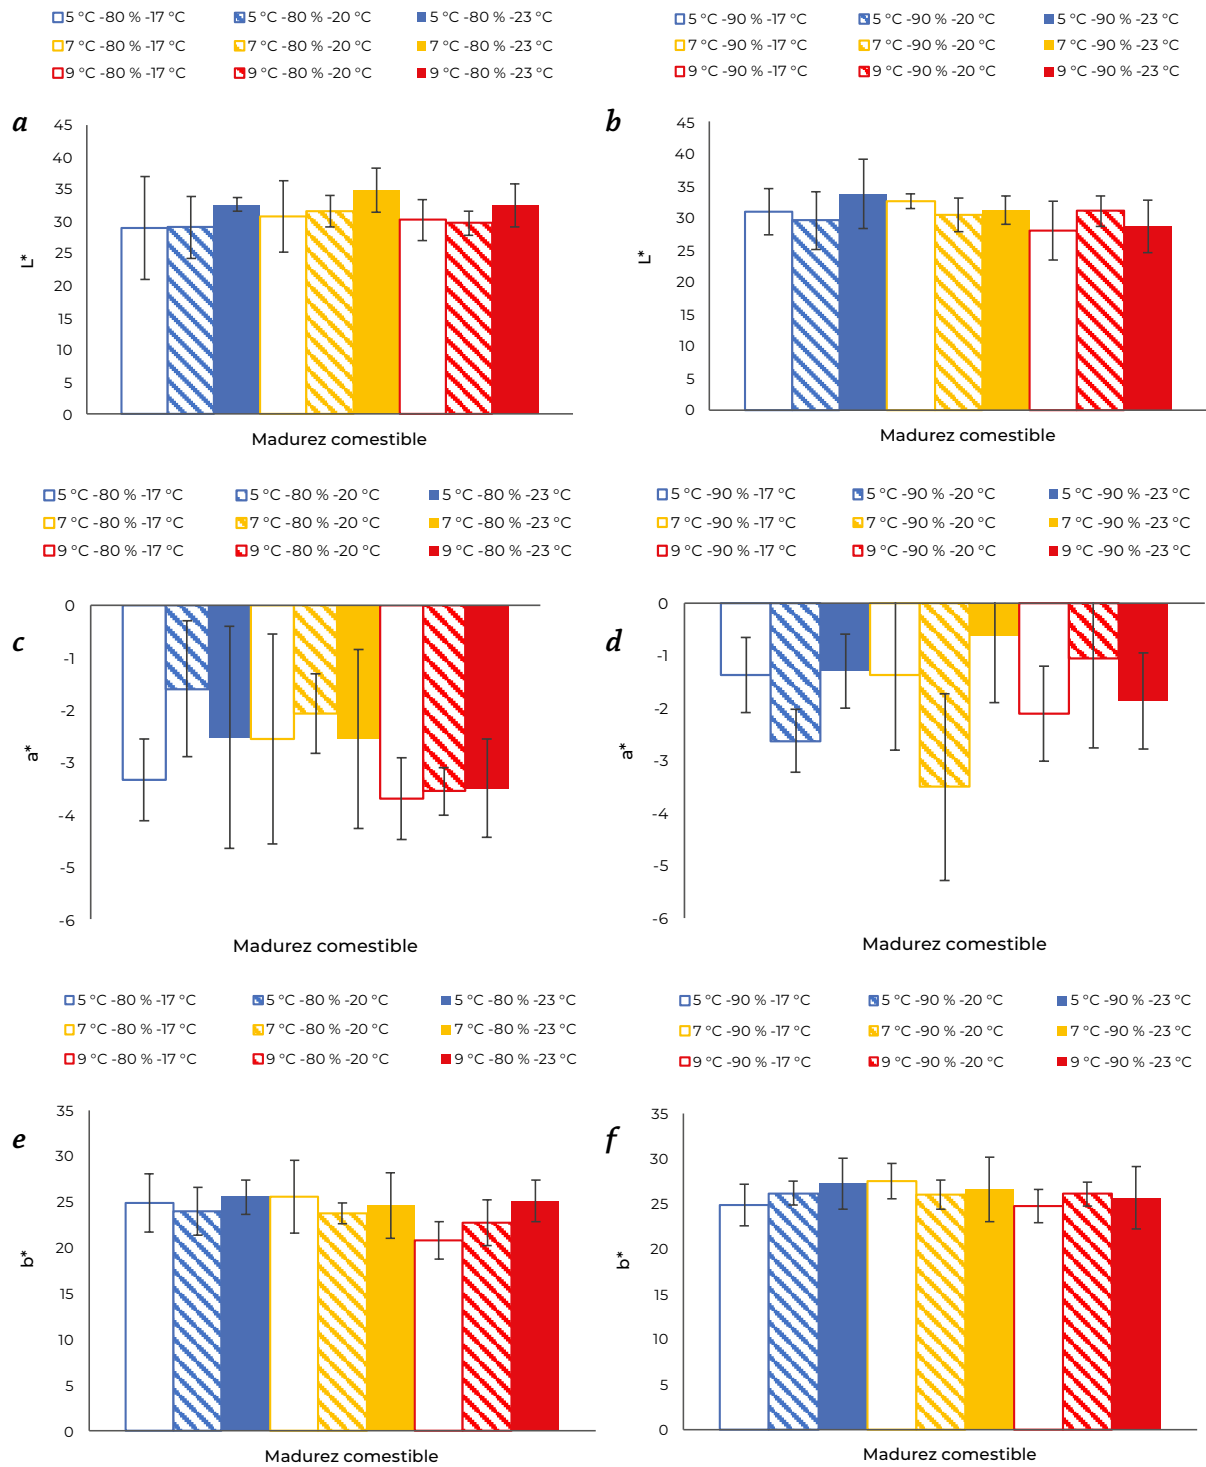 5 °C -80 % -17 °C 5 °C -80 % -20 °C 5 °C -80 % -23 °C
7 °C -80 % -17 °C 7 °C -80 % -20 °C 7 °C -80 % -23 °C
9 °C -80 % -17 °C 9 °C -80 % -20 °C 9 °C -80 % -23 °C
a
45
40
35
30
25
20
15
10
5
0
L*
Madurez comestible
5 °C -90 % -17 °C 5 °C -90 % -20 °C 5 °C -90 % -23 °C
7 °C -90 % -17 °C 7 °C -90 % -20 °C 7 °C -90 % -23 °C
9 °C -90 % -17 °C 9 °C -90 % -20 °C 9 °C -90 % -23 °C
b
45
40
35
30
25
20
15
10
5
0
L*
Madurez comestible
5 °C -80 % -17 °C 5 °C -80 % -20 °C 5 °C -80 % -23 °C
7 °C -80 % -17 °C 7 °C -80 % -20 °C 7 °C -80 % -23 °C
9 °C -80 % -17 °C 9 °C -80 % -20 °C 9 °C -80 % -23 °C
c
0
-1
-2
-3
-4
-5
-6
a*
Madurez comestible
5 °C -90 % -17 °C 5 °C -90 % -20 °C 5 °C -90 % -23 °C
7 °C -90 % -17 °C 7 °C -90 % -20 °C 7 °C -90 % -23 °C
9 °C -90 % -17 °C 9 °C -90 % -20 °C 9 °C -90 % -23 °C
d
0
-1
-2
-3
-4
-5
-6
a*
Madurez comestible
5 °C -80 % -17 °C 5 °C -80 % -20 °C 5 °C -80 % -23 °C
7 °C -80 % -17 °C 7 °C -80 % -20 °C 7 °C -80 % -23 °C
9 °C -80 % -17 °C 9 °C -80 % -20 °C 9 °C -80 % -23 °C
e
35
30
25
20
15
10
5
0
b*
Madurez comestible
5 °C -90 % -17 °C 5 °C -90 % -20 °C 5 °C -90 % -23 °C
7 °C -90 % -17 °C 7 °C -90 % -20 °C 7 °C -90 % -23 °C
9 °C -90 % -17 °C 9 °C -90 % -20 °C 9 °C -90 % -23 °C
f
35
30
25
20
15
10
5
0
b*
Madurez comestible